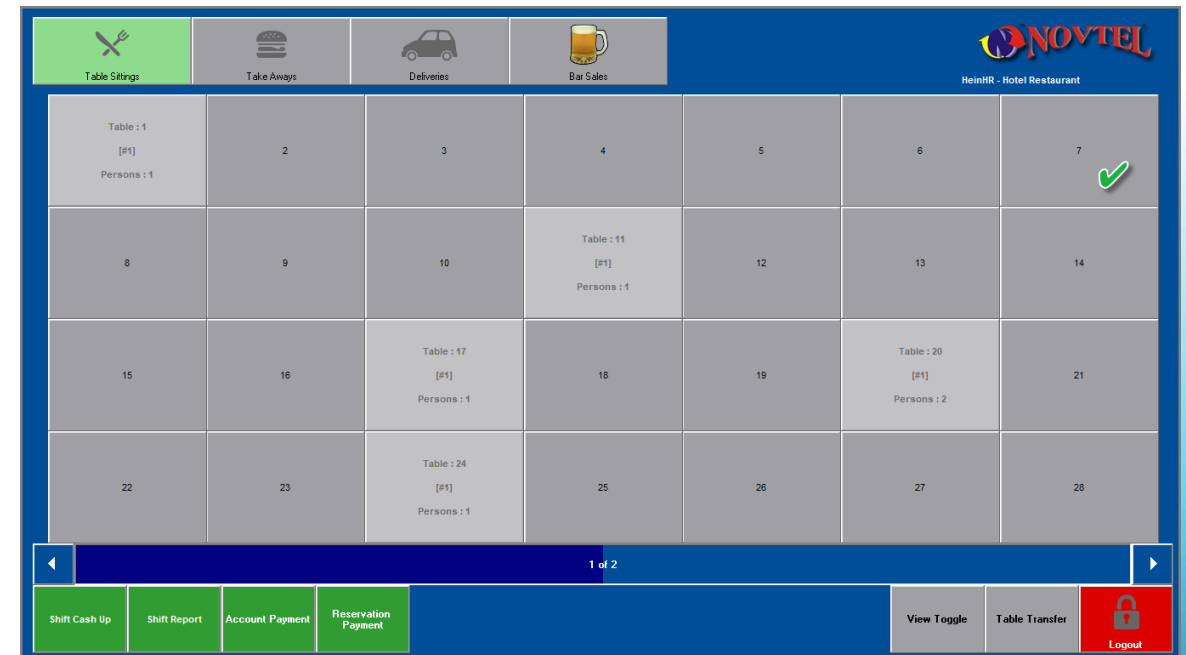 Table Sittings
Take Aways
Deliveries
Bar Sales
NOVTEL
HeinHR - Hotel Restaurant
Table : 1
[#1]
Persons : 1
2
3
4
5
6
7
8
9
10
Table : 11
[#1]
Persons : 1
12
13
14
15
16
Table : 17
[#1]
Persons : 1
18
19
Table : 20
[#1]
Persons : 2
21
22
23
Table : 24
[#1]
Persons : 1
25
26
27
28
1 of 2
Shift Cash Up
Shift Report
Account Payment
Reservation
Payment
View Toggle
Table Transfer
Logout